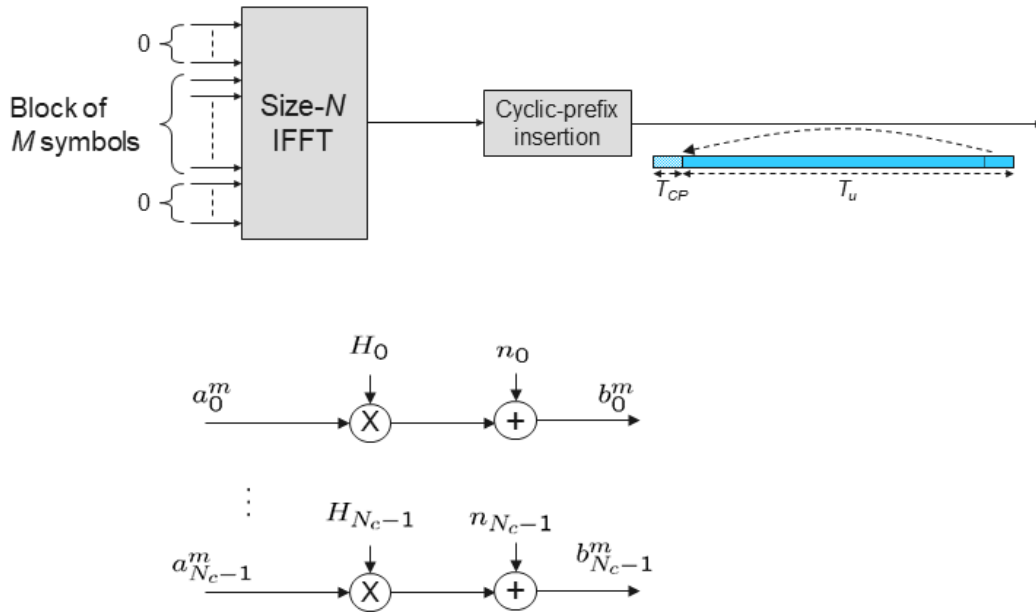 0
Block of
M symbols
0
Size-N
IFFT
Cyclic-prefix
insertion
T_CP
T_u
H_0
n_0
a_0^m
X
+
b_0^m
⋮
H_{N_c-1}
n_{N_c-1}
a_{N_c-1}^m
X
+
b_{N_c-1}^m